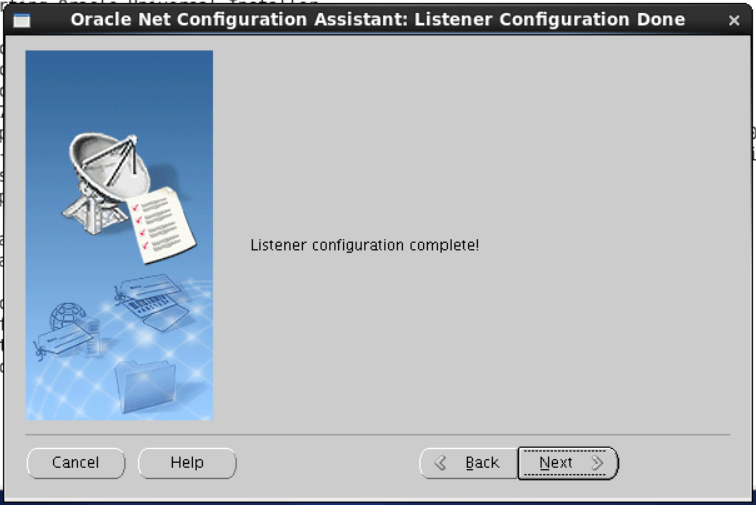 Oracle Net Configuration Assistant: Listener Configuration Done
Listener configuration complete!
Cancel
Help
Back
Next